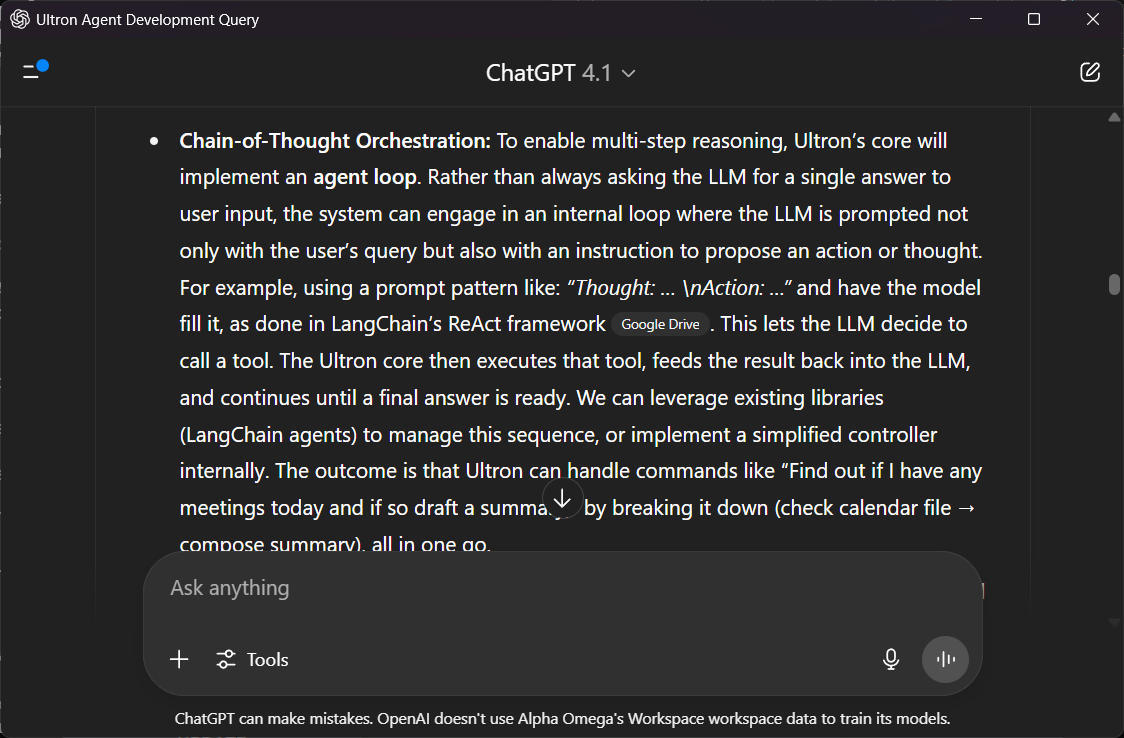 Ultron Agent Development Query
ChatGPT 4.1
• Chain-of-Thought Orchestration: To enable multi-step reasoning, Ultron’s core will
implement an agent loop. Rather than always asking the LLM for a single answer to
user input, the system can engage in an internal loop where the LLM is prompted not
only with the user’s query but also with an instruction to propose an action or thought.
For example, using a prompt pattern like: “Thought: ... \nAction: ...” and have the model
fill it, as done in LangChain’s ReAct framework Google Drive . This lets the LLM decide to
call a tool. The Ultron core then executes that tool, feeds the result back into the LLM,
and continues until a final answer is ready. We can leverage existing libraries
(LangChain agents) to manage this sequence, or implement a simplified controller
internally. The outcome is that Ultron can handle commands like “Find out if I have any
meetings today and if so draft a summary” by breaking it down (check calendar file →
compose summary), all in one go.
Ask anything
Tools
ChatGPT can make mistakes. OpenAI doesn't use Alpha Omega's Workspace workspace data to train its models.